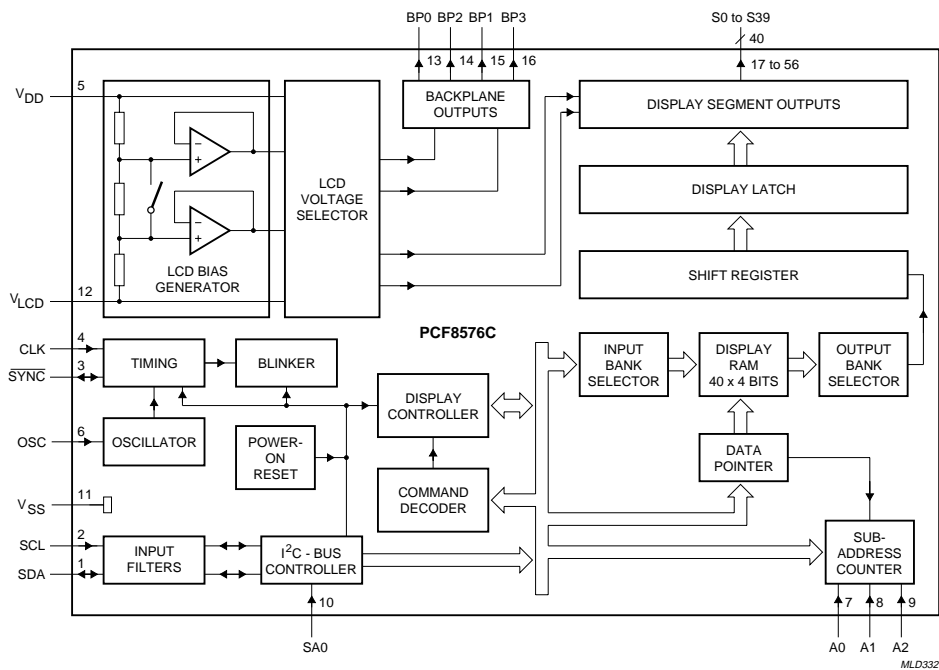 BP0 BP2 BP1 BP3
S0 to S39
40
13 14 15 16
17 to 56
VDD
5
BACKPLANE
OUTPUTS
DISPLAY SEGMENT OUTPUTS
−
+
LCD
VOLTAGE
SELECTOR
DISPLAY LATCH
−
+
LCD BIAS
GENERATOR
SHIFT REGISTER
VLCD
12
PCF8576C
CLK
4
TIMING
BLINKER
SYNC
3
INPUT
BANK
SELECTOR
DISPLAY
RAM
40 x 4 BITS
OUTPUT
BANK
SELECTOR
DISPLAY
CONTROLLER
OSC
6
OSCILLATOR
POWER-
ON
RESET
DATA
POINTER
COMMAND
DECODER
VSS
11
SCL
2
SDA
1
INPUT
FILTERS
I2C - BUS
CONTROLLER
SUB-
ADDRESS
COUNTER
10
7 8 9
SA0
A0 A1 A2
MLD332